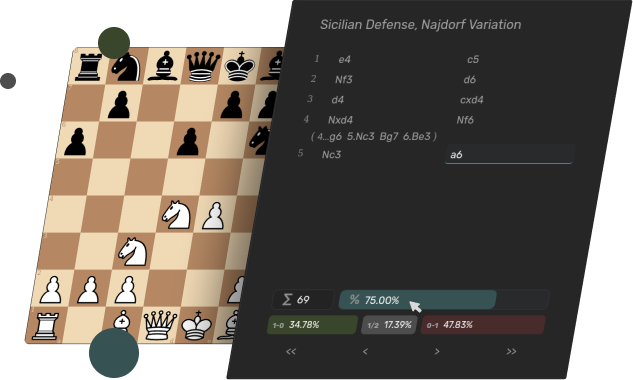 Sicilian Defense, Najdorf Variation
1 e4 c5
2 Nf3 d6
3 d4 cxd4
4 Nxd4 Nf6
( 4...g6 5.Nc3 Bg7 6.Be3 )
5 Nc3 a6
Σ 69 % 75.00%
1-0 34.78% 1/2 17.39% 0-1 47.83%
<< < > >>